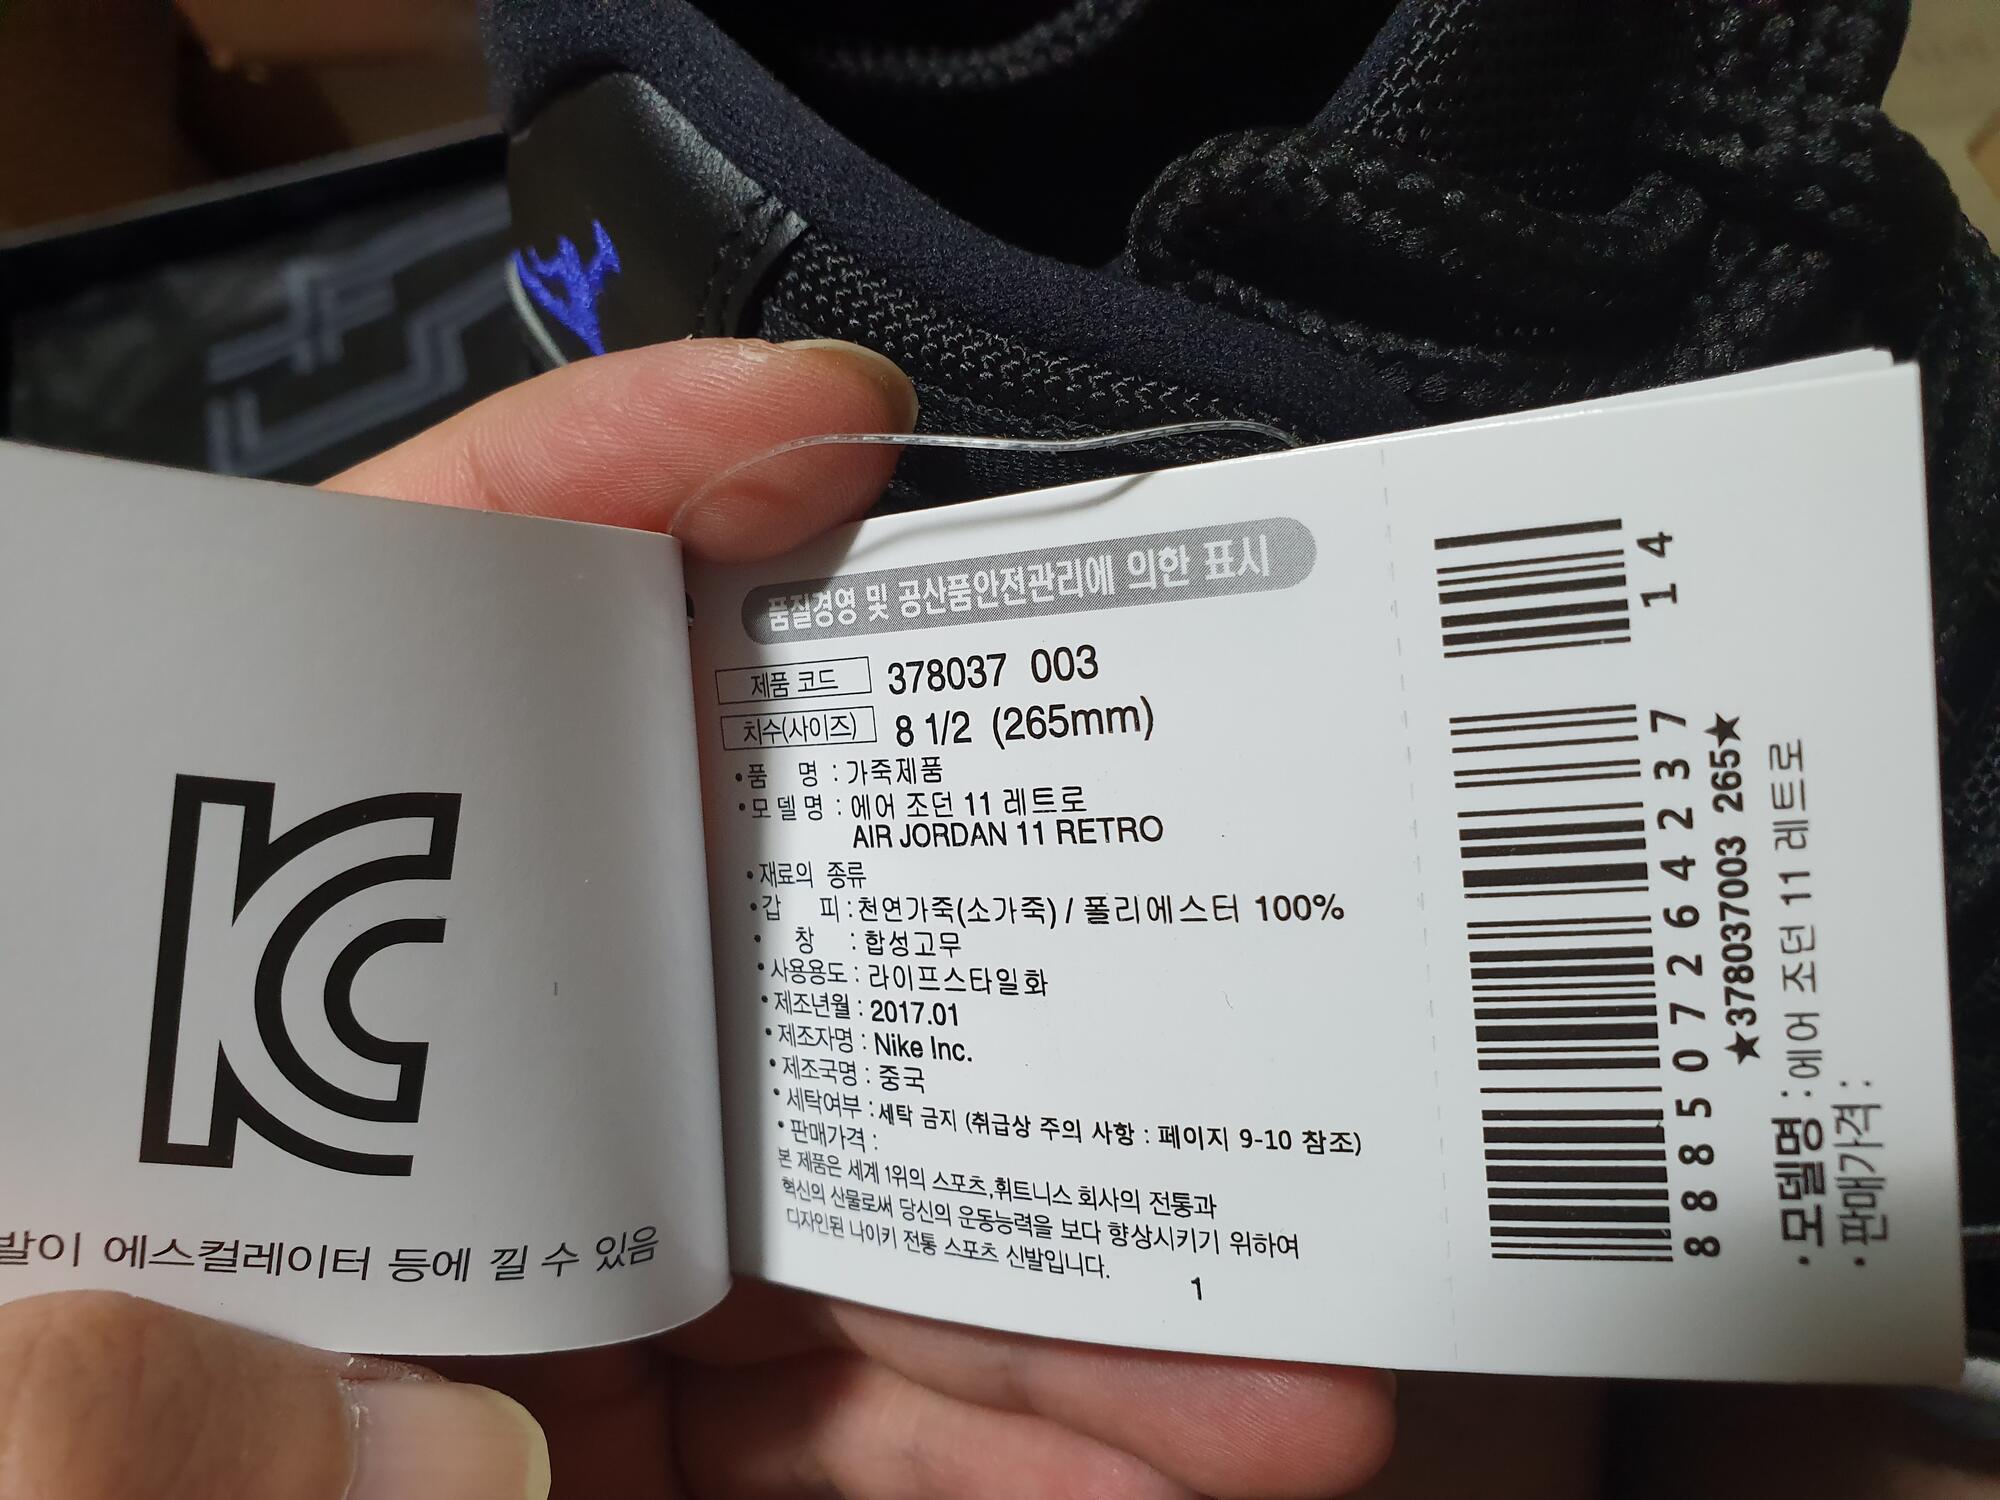 KC
발이 에스컬레이터 등에 낄 수 있음
품질경영 및 공산품안전관리에 의한 표시
제품 코드 378037 003
치수(사이즈) 8 1/2 (265mm)
•품 명 : 가죽제품
•모델명 : 에어 조던 11 레트로
AIR JORDAN 11 RETRO
•재료의 종류
•갑 피 : 천연가죽(소가죽) / 폴리에스터 100%
•창 : 합성고무
•사용용도 : 라이프스타일화
•제조년월 : 2017.01
•제조자명 : Nike Inc.
•제조국명 : 중국
•세탁여부 : 세탁 금지 (취급상 주의 사항 : 페이지 9-10 참조)
•판매가격 :
본 제품은 세계 1위의 스포츠,휘트니스 회사의 전통과
혁신의 산물로써 당신의 운동능력을 보다 향상시키기 위하여
디자인된 나이키 전통 스포츠 신발입니다.
1
14
888507264237
★378037003 265★
·모델명 : 에어 조던 11 레트로
·판매가격 :